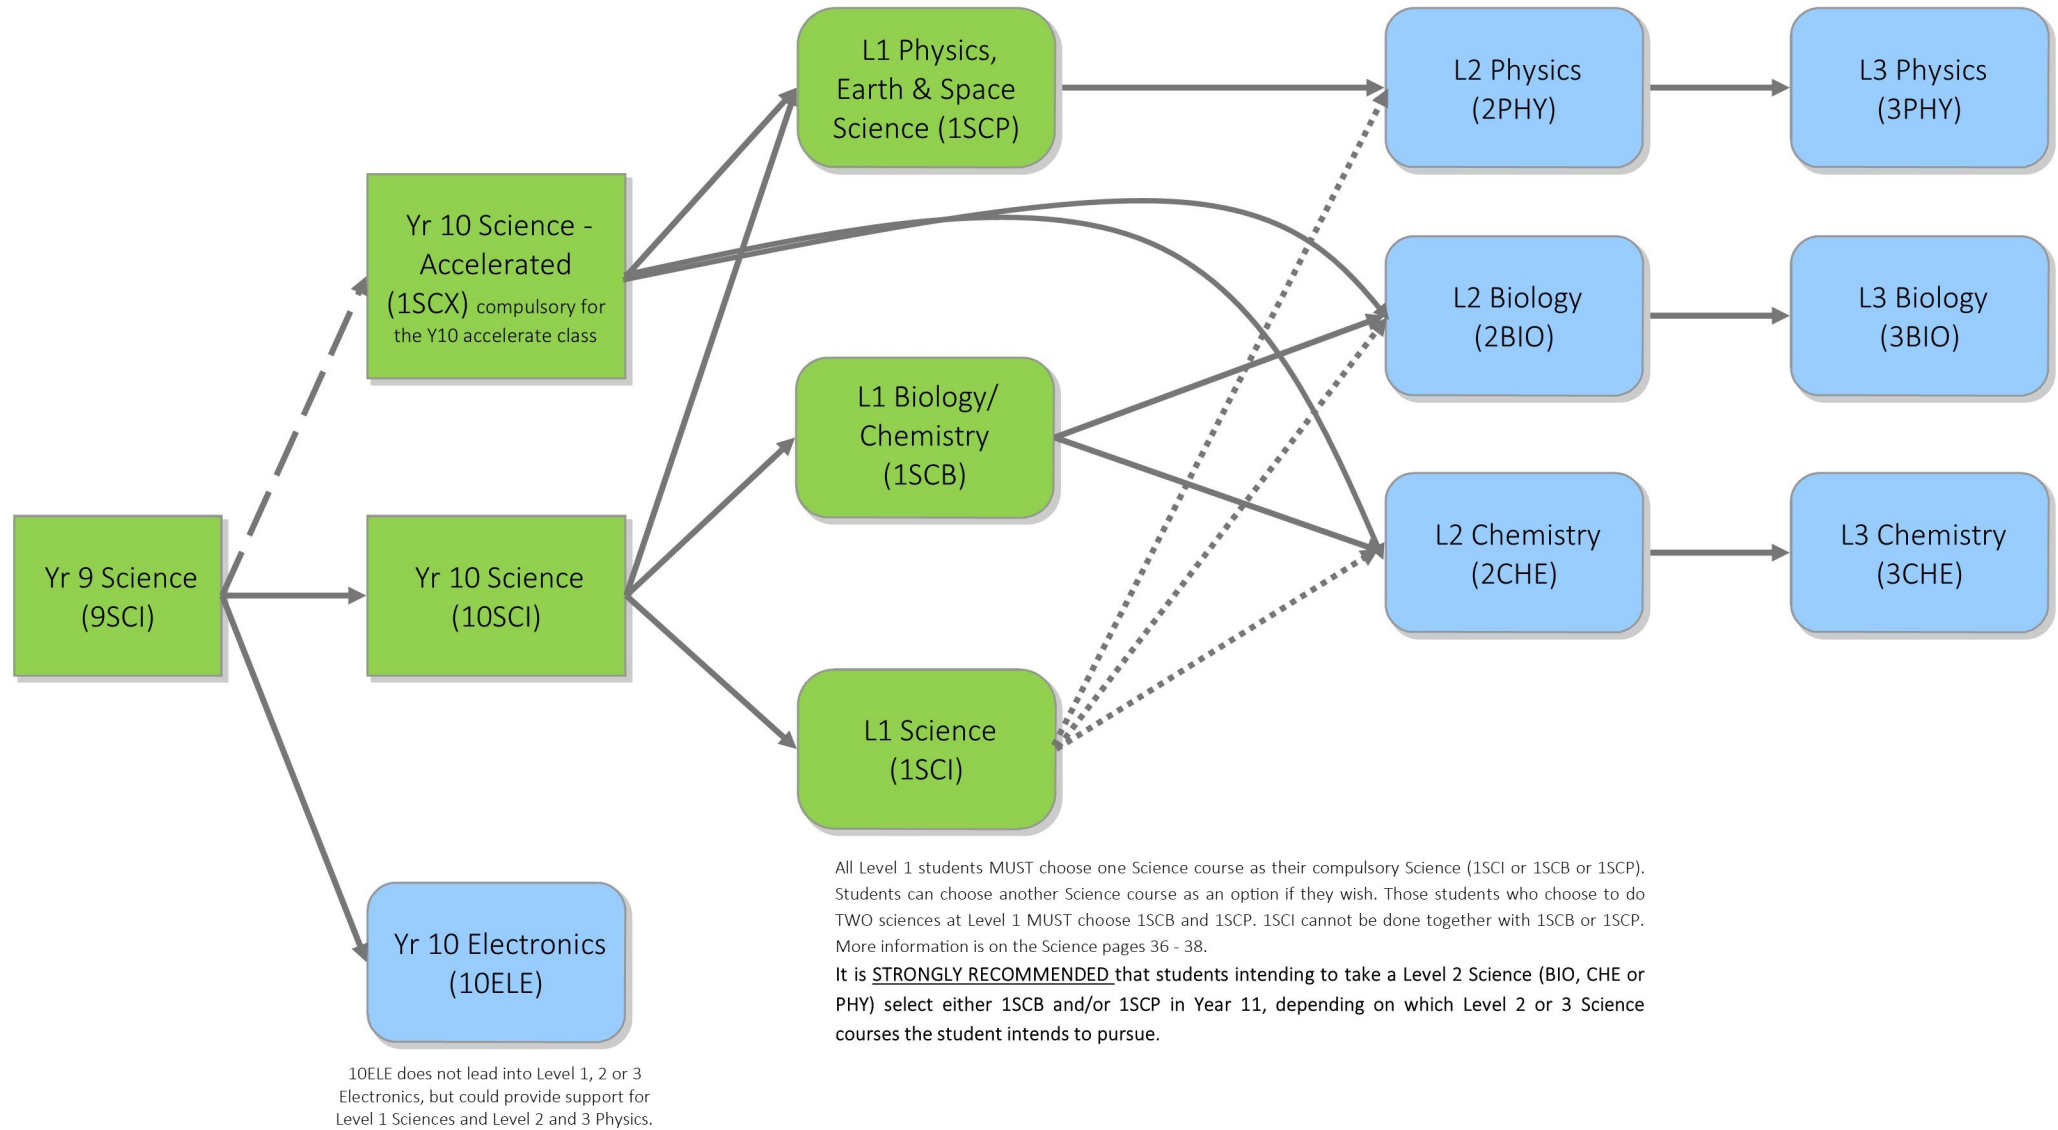 L1 Physics,
Earth & Space
Science (1SCP)
L2 Physics
(2PHY)
L3 Physics
(3PHY)
Yr 10 Science -
Accelerated
(1SCX) compulsory for
the Y10 accelerate class
L2 Biology
(2BIO)
L3 Biology
(3BIO)
L1 Biology/
Chemistry
(1SCB)
L2 Chemistry
(2CHE)
L3 Chemistry
(3CHE)
Yr 9 Science
(9SCI)
Yr 10 Science
(10SCI)
L1 Science
(1SCI)
All Level 1 students MUST choose one Science course as their compulsory Science (1SCI or 1SCB or 1SCP).
Students can choose another Science course as an option if they wish. Those students who choose to do
TWO sciences at Level 1 MUST choose 1SCB and 1SCP. 1SCI cannot be done together with 1SCB or 1SCP.
More information is on the Science pages 36 - 38.
It is STRONGLY RECOMMENDED that students intending to take a Level 2 Science (BIO, CHE or
PHY) select either 1SCB and/or 1SCP in Year 11, depending on which Level 2 or 3 Science
courses the student intends to pursue.
Yr 10 Electronics
(10ELE)
10ELE does not lead into Level 1, 2 or 3
Electronics, but could provide support for
Level 1 Sciences and Level 2 and 3 Physics.